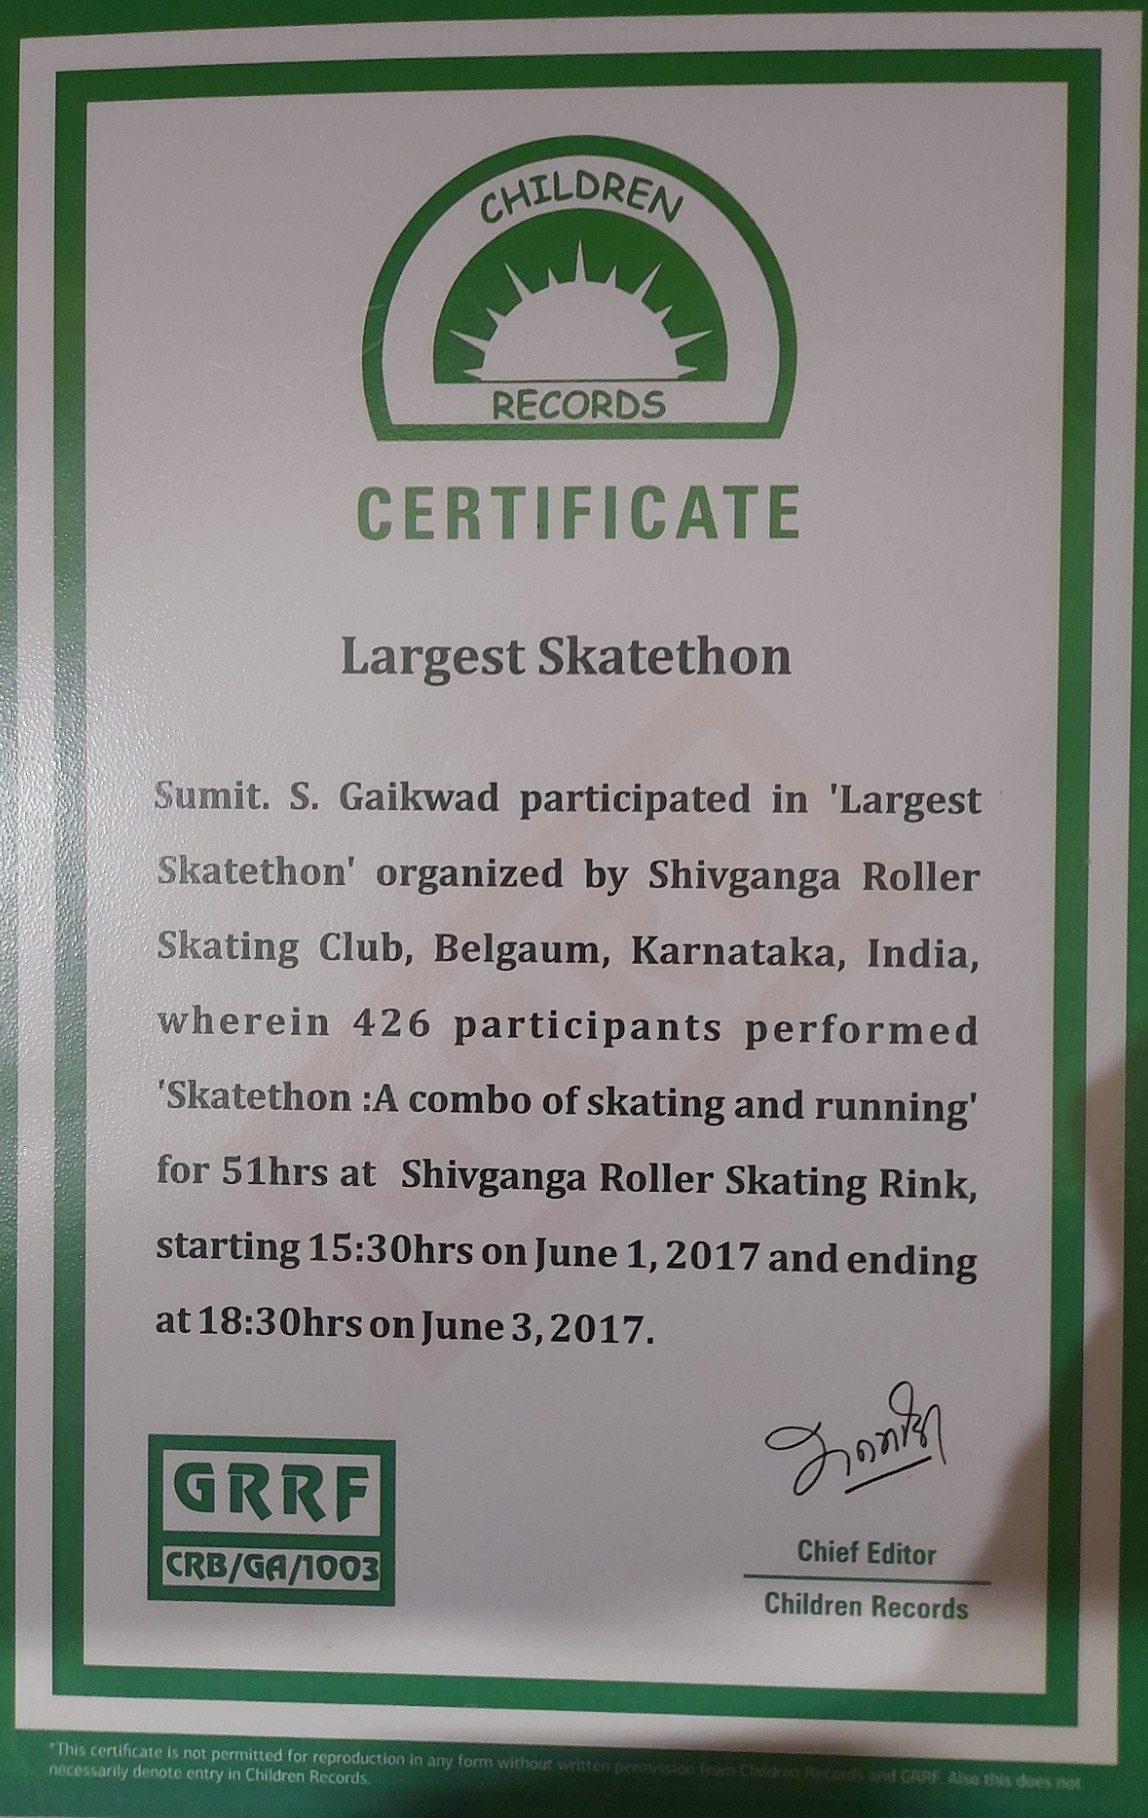 CHILDREN
RECORDS
CERTIFICATE
Largest Skatethon
Sumit. S. Gaikwad participated in 'Largest
Skatethon' organized by Shivganga Roller
Skating Club, Belgaum, Karnataka, India,
wherein 426 participants performed
'Skatethon :A combo of skating and running'
for 51hrs at Shivganga Roller Skating Rink,
starting 15:30hrs on June 1, 2017 and ending
at 18:30hrs on June 3, 2017.
GRRF
CRB/GA/1003
Chief Editor
Children Records
*This certificate is not permitted for reproduction in any form without written permission from Children Records and GRRF. Also this does not
necessarily denote entry in Children Records.